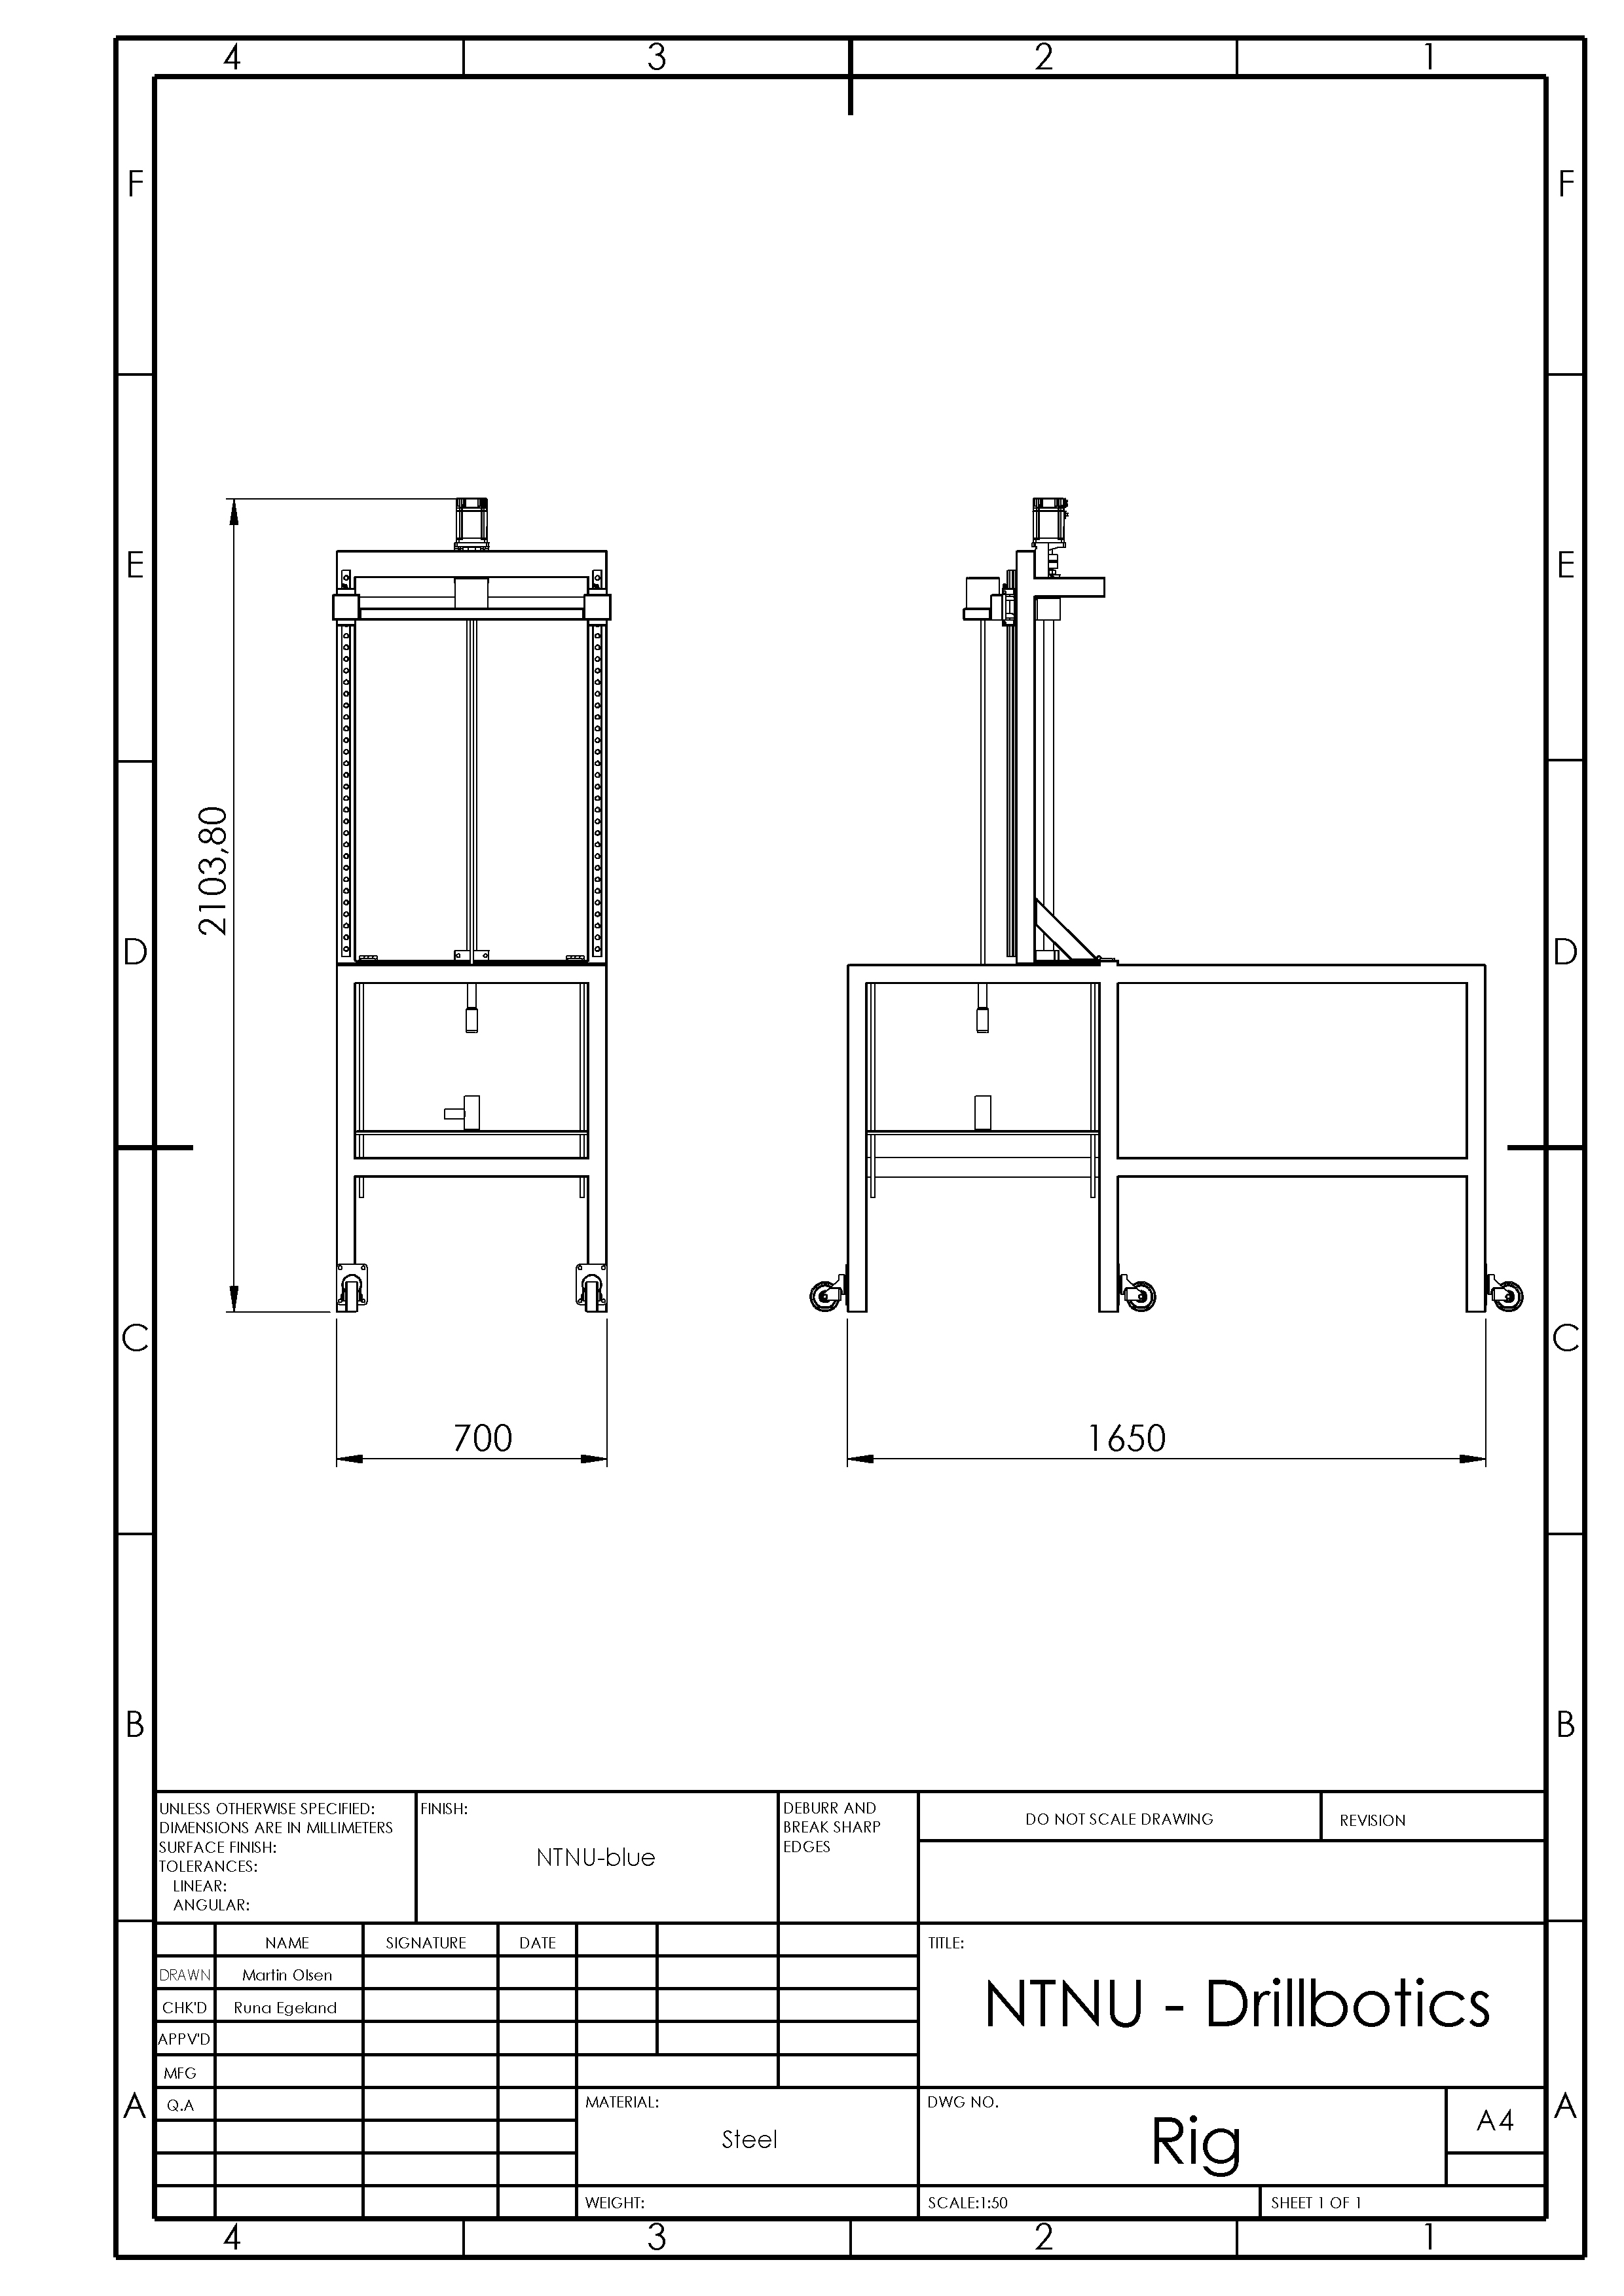 4 3 2 1
F F
E E
2103,80
D D
C C
700 1650
B B
UNLESS OTHERWISE SPECIFIED:
DIMENSIONS ARE IN MILLIMETERS
SURFACE FINISH:
TOLERANCES:
LINEAR:
ANGULAR:
FINISH:
NTNU-blue
DEBURR AND
BREAK SHARP
EDGES
DO NOT SCALE DRAWING
REVISION
NAME SIGNATURE DATE
DRAWN Martin Olsen
CHK'D Runa Egeland
APPV'D
MFG
Q.A
TITLE:
NTNU - Drillbotics
MATERIAL:
Steel
WEIGHT:
DWG NO.
Rig
A4
SCALE:1:50
SHEET 1 OF 1
A A
4 3 2 1